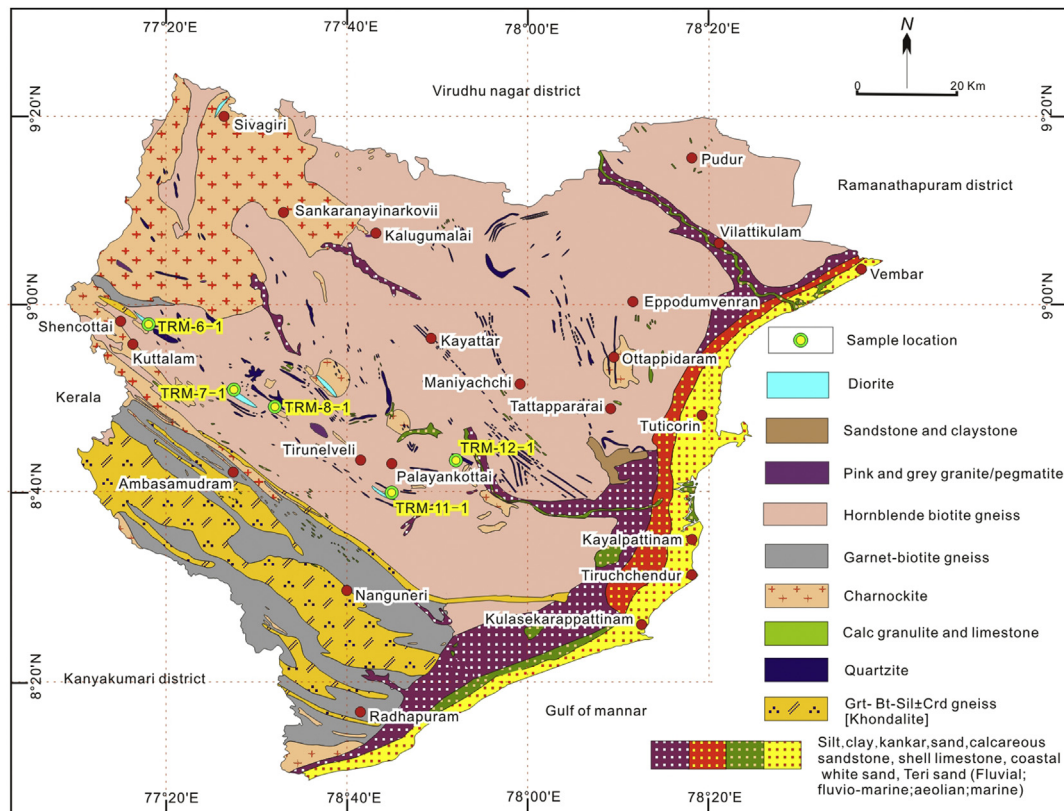 77°20'E
77°40'E
78°00'E
78°20'E
N
20 Km
Virudhu nagar district
9°20'N
9°20'N
Sivagiri
Pudur
Ramanathapuram district
Sankaranayinarkovii
Kalugumalai
Vilattikulam
Vembar
9°00'N
9°00'N
Eppodumvenran
Shencottai
TRM-6-1
Kuttalam
Kayattar
Ottappidaram
Sample location
Kerala
TRM-7-1
Maniyachchi
Diorite
TRM-8-1
Tattappararai
Tuticorin
Sandstone and claystone
Tirunelveli
TRM-12-1
Ambasamudram
Palayankottai
Pink and grey granite/pegmatite
8°40'N
8°40'N
TRM-11-1
Hornblende biotite gneiss
Kayalpattinam
Garnet-biotite gneiss
Tiruchchendur
Nanguneri
Charnockite
Kulasekarappattinam
Calc granulite and limestone
Quartzite
Kanyakumari district
8°20'N
8°20'N
Radhapuram
Gulf of mannar
Grt- Bt-Sil±Crd gneiss
[Khondalite]
Silt,clay,kankar,sand,calcareous
sandstone, shell limestone, coastal
white sand, Teri sand (Fluvial;
fluvio-marine;aeolian;marine)
77°20'E
77°40'E
78°00'E
78°20'E